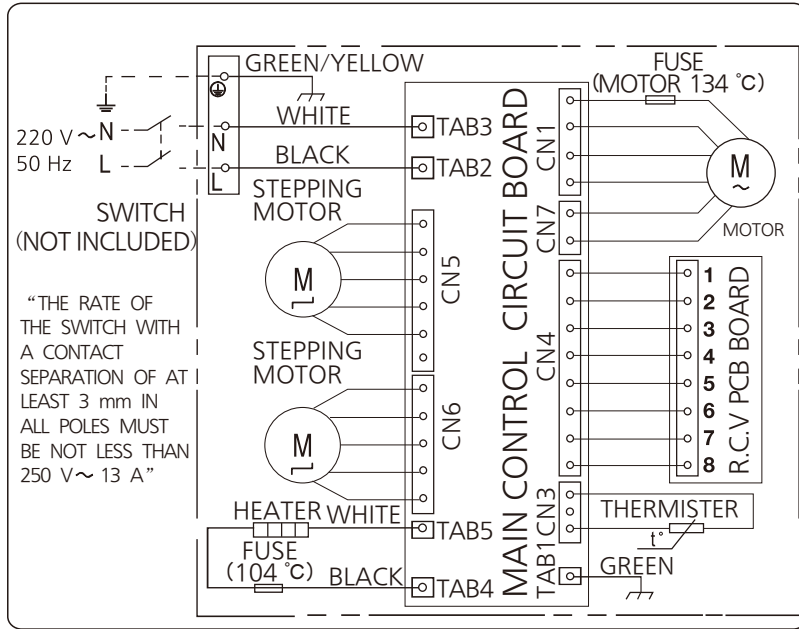 GREEN/YELLOW
WHITE
N
220 V ~ N
50 Hz L
BLACK
L
SWITCH
(NOT INCLUDED)
"THE RATE OF
THE SWITCH WITH
A CONTACT
SEPARATION OF AT
LEAST 3 mm IN
ALL POLES MUST
BE NOT LESS THAN
250 V~ 13 A"
STEPPING
MOTOR
M
STEPPING
MOTOR
M
HEATER
WHITE
FUSE
(104 °C)
BLACK
TAB3
TAB2
CN5
CN6
TAB5
TAB4
MAIN CONTROL CIRCUIT BOARD
CN1
CN7
CN4
CN3
TAB1
FUSE
(MOTOR 134 °C)
M
~
MOTOR
1
2
3
4
5
6
7
8
R.C.V PCB BOARD
THERMISTER
t°
GREEN